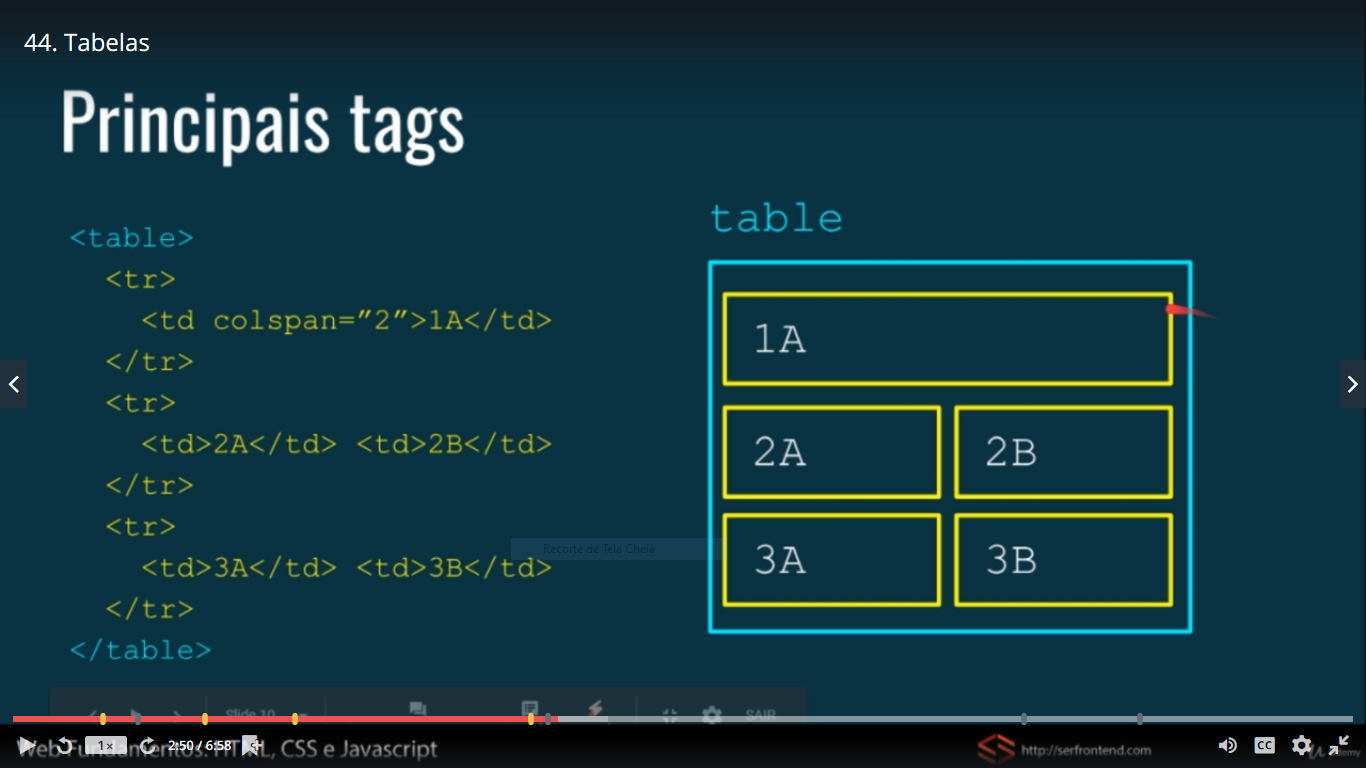 44. Tabelas
Principais tags
<table>
<tr>
<td colspan=”2”>1A</td>
</tr>
<tr>
<td>2A</td> <td>2B</td>
</tr>
<tr>
<td>3A</td> <td>3B</td>
</tr>
</table>
table
1A
2A 2B
3A 3B
Recorte de Tela Cheia
Slide 10
SAIR
1x
2:50 / 6:58
Web Fundamentos: HTML, CSS e Javascript
http://serfrontend.com
CC